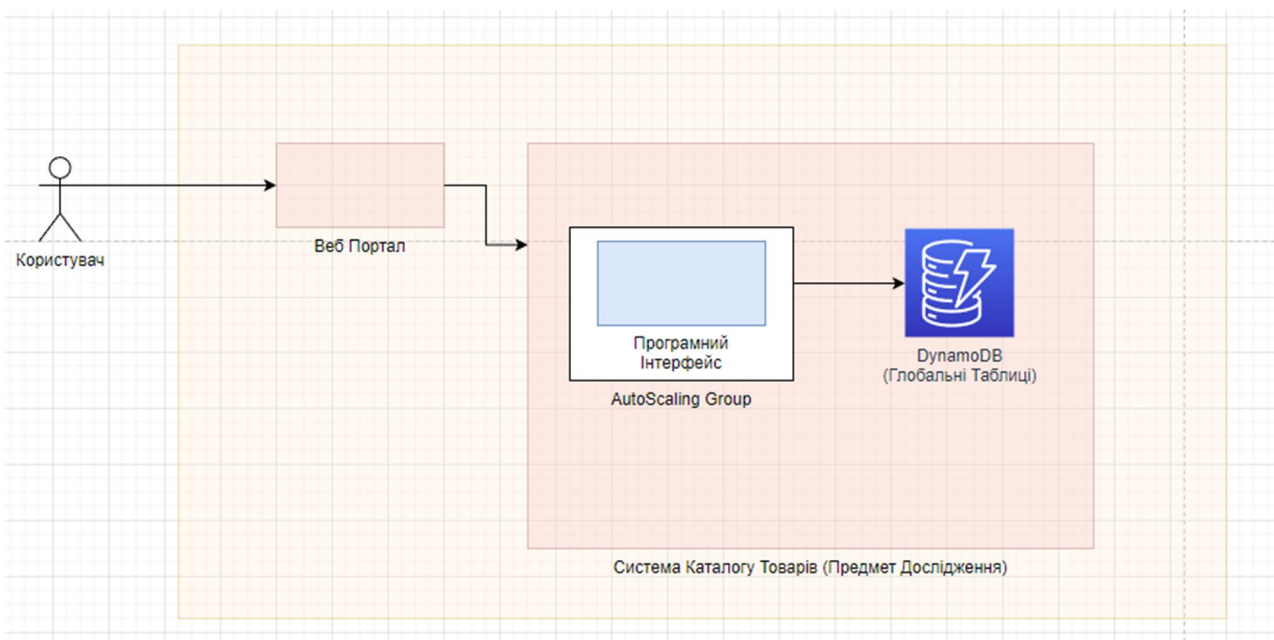 Користувач
Веб Портал
Програмний
Інтерфейс
AutoScaling Group
DynamoDB
(Глобальні Таблиці)
Система Каталогу Товарів (Предмет Дослідження)